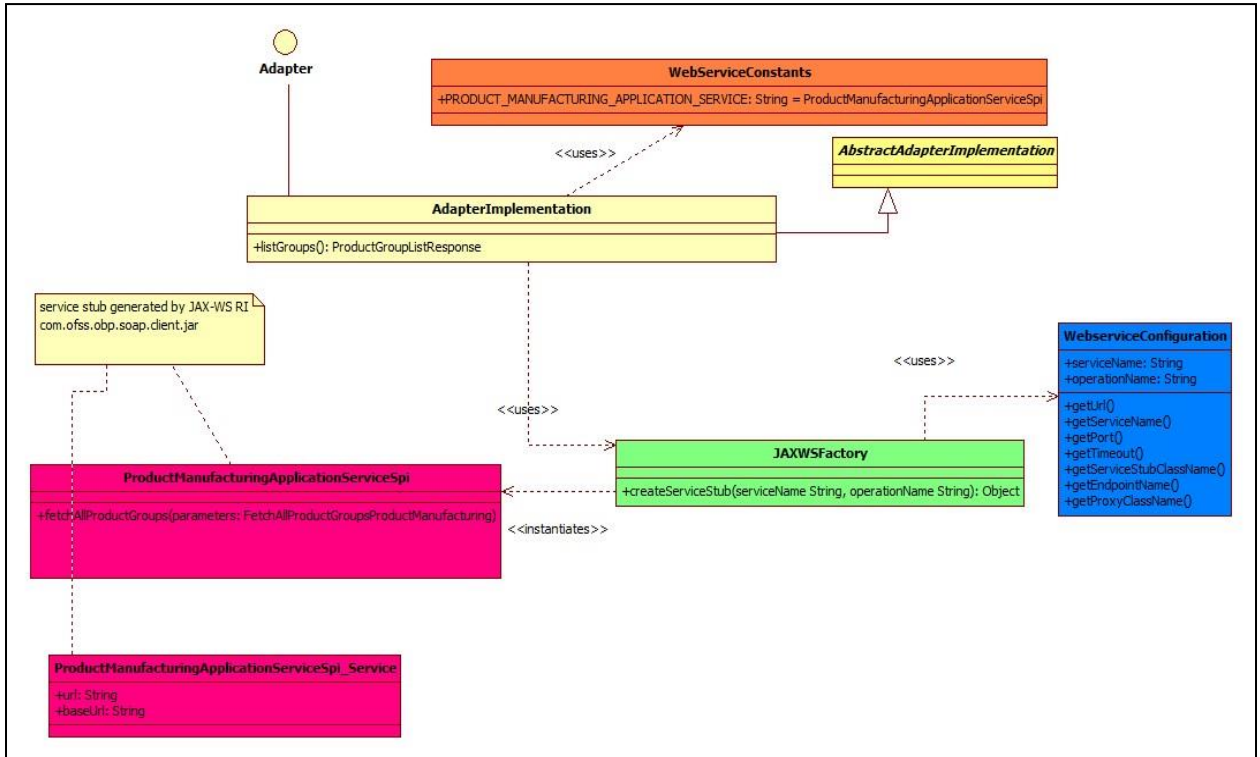 Adapter
WebServiceConstants
+PRODUCT_MANUFACTURING_APPLICATION_SERVICE: String = ProductManufacturingApplicationServiceSpi
<<uses>>
AbstractAdapterImplementation
AdapterImplementation
+listGroups(): ProductGroupListResponse
service stub generated by JAX-WS RI
com.ofss.obp.soap.client.jar
WebserviceConfiguration
+serviceName: String
+operationName: String
+getUrl()
+getServiceName()
+getPort()
+getTimeout()
+getServiceStubClassName()
+getEndpointName()
+getProxyClassName()
<<uses>>
<<uses>>
JAXWSFactory
+createServiceStub(serviceName String, operationName String): Object
ProductManufacturingApplicationServiceSpi
+fetchAllProductGroups(parameters: FetchAllProductGroupsProductManufacturing)
<<instantiates>>
ProductManufacturingApplicationServiceSpi_Service
+url: String
+baseUrl: String